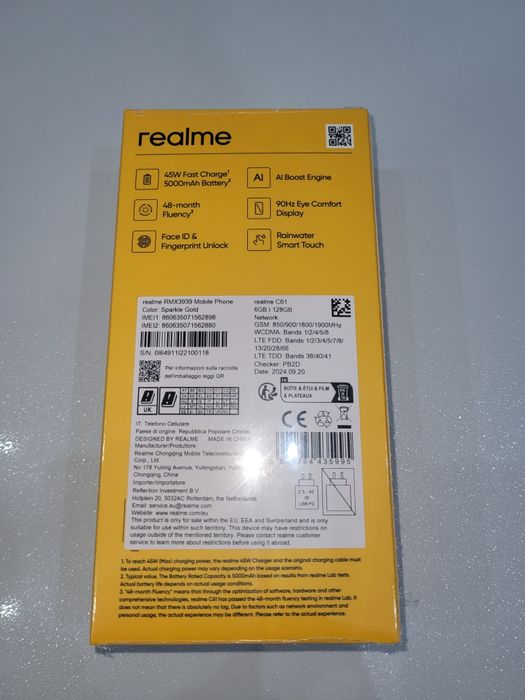 realme
45W Fast Charge¹
5000mAh Battery²
AI
AI Boost Engine
48-month
Fluency³
90Hz Eye Comfort
Display
Face ID &
Fingerprint Unlock
Rainwater
Smart Touch
realme RMX3939 Mobile Phone
Color: Sparkle Gold
IMEI1: 860635071562898
IMEI2: 860635071562880
S/N: 0I64911I22100118
Per informazioni sulla raccolta
dell'imballaggio leggi QR
UK
IT: Telefono Cellulare
Paese di origine: Repubblica Popolare Cinese
DESIGNED BY REALME MADE IN CHINA
Manufacturer/Produttore:
Realme Chongqing Mobile Telecommunications
Corp., Ltd.
No.178 Yulong Avenue, Yufengshan, Yubei
Chongqing, China
Importer/Importatore
Reflection Investment B.V.
Hofplein 20, 3032AC Rotterdam, the Netherlands
Email: service.eu@realme.com
Website: www.realme.com/eu
This product is only for sale within the EU, EEA and Switzerland and is only
suitable for use within such territory. This device may have restrictions on
usage outside of the mentioned territory. Please contact realme customer
service to learn more about restrictions before using it abroad.
realme C61
6GB | 128GB
Network:
GSM: 850/900/1800/1900MHz
WCDMA: Bands 1/2/4/5/8
LTE FDD: Bands 1/2/3/4/5/7/8/
13/20/28/66
LTE TDD: Bands 38/40/41
Checker: PB2D
Date: 2024.09.20
FR
BOÎTE & ÉTUI & FILM
& PLATEAUX
CE
764 435995
2.5 - 45
W
USB PD
1. To reach 45W (Max) charging power, the realme 45W Charger and the original charging cable must
be used. Actual charging power may vary depending on the usage scenario.
2. Typical value. The Battery Rated Capacity is 5000mAh based on results from realme Lab tests.
Actual battery life depends on actual usage conditions.
3. "48-month fluency" means that through the optimization of software, hardware and other
comprehensive technologies, realme C61 has passed the 48-month fluency testing in realme Lab. It
does not mean that there is absolutely no lag. Due to factors such as network environment and
personal usage, the actual experience may be different. Please refer to the actual experience.